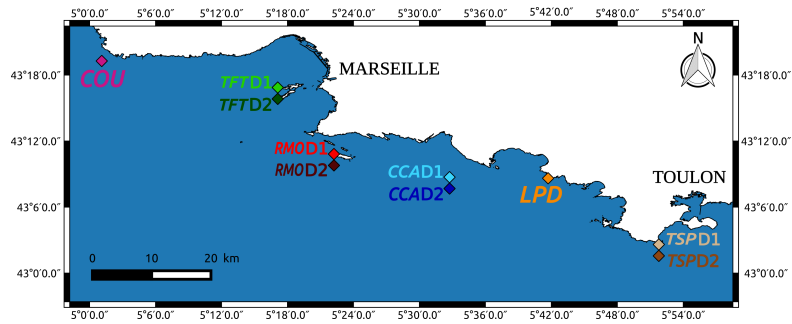 5°0′0.0″ 5°6′0.0″ 5°12′0.0″ 5°18′0.0″ 5°24′0.0″ 5°30′0.0″ 5°36′0.0″ 5°42′0.0″ 5°48′0.0″ 5°54′0.0″
N
MARSEILLE
COU
43°18′0.0″ 43°18′0.0″
TFTD1
TFTD2
43°12′0.0″ 43°12′0.0″
RMOD1
RMOD2
CCAD1
CCAD2
LPD
TOULON
43°6′0.0″ 43°6′0.0″
TSPD1
TSPD2
0 10 20 km
43°0′0.0″ 43°0′0.0″
5°0′0.0″ 5°6′0.0″ 5°12′0.0″ 5°18′0.0″ 5°24′0.0″ 5°30′0.0″ 5°36′0.0″ 5°42′0.0″ 5°48′0.0″ 5°54′0.0″